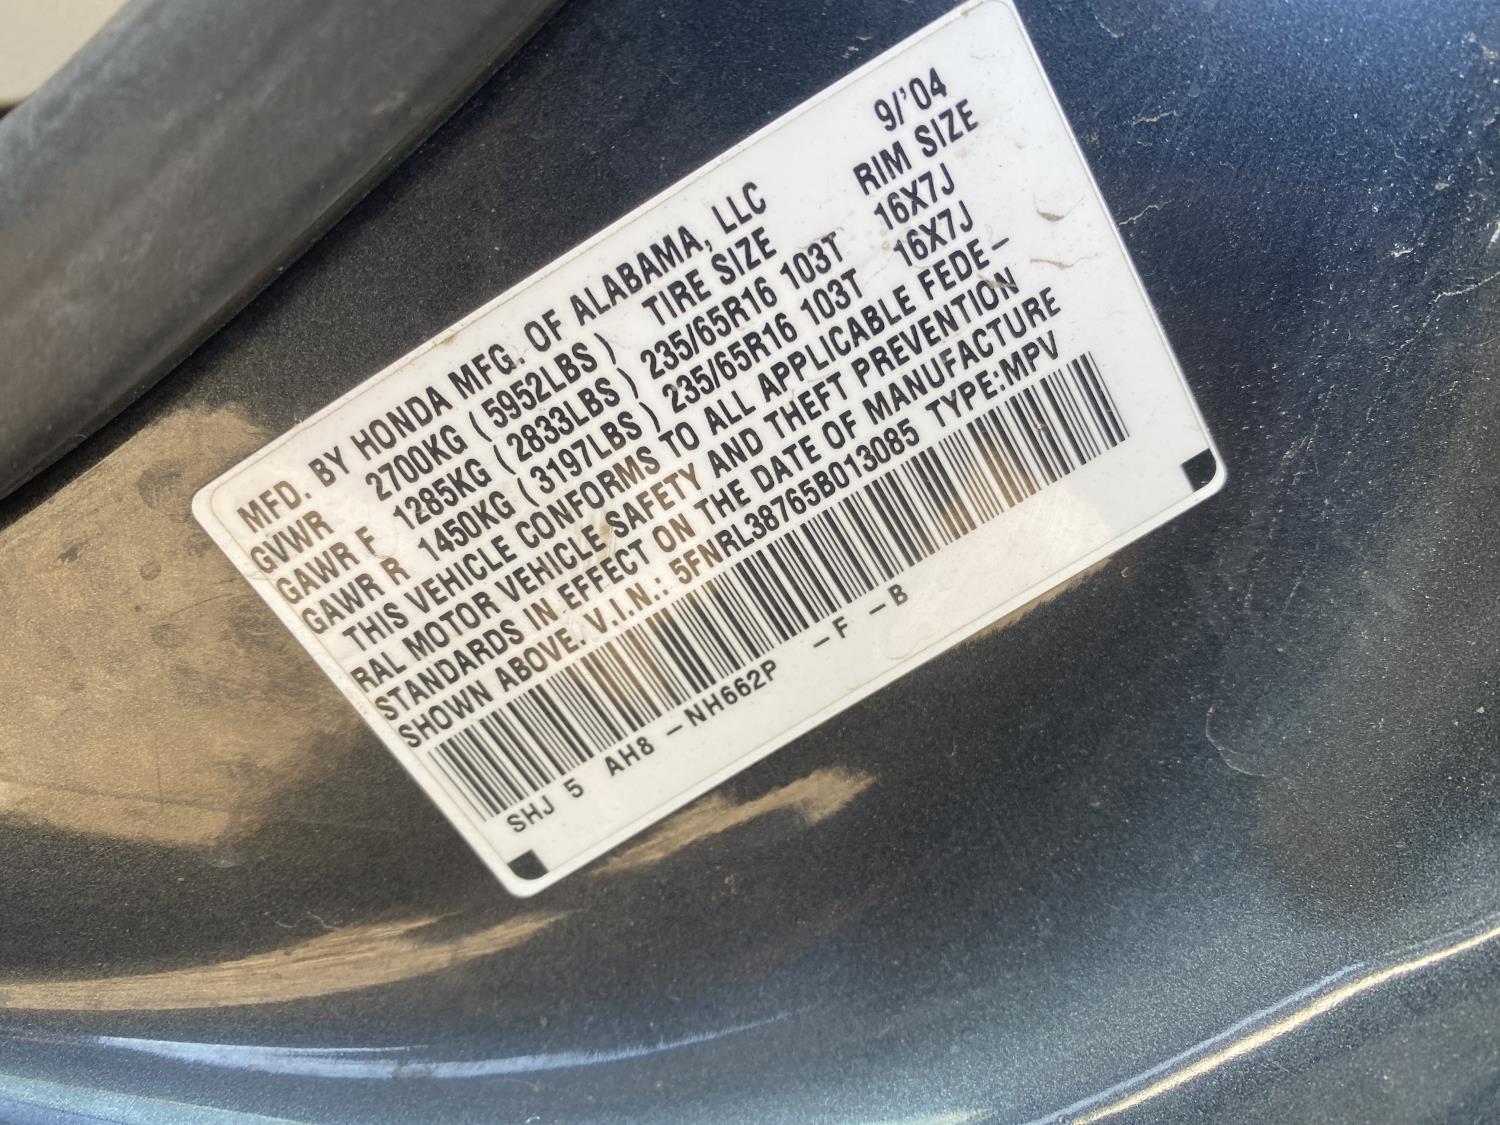 MFD. BY HONDA MFG. OF ALABAMA, LLC 9/'04
GVWR 2700KG (5952LBS) TIRE SIZE RIM SIZE
GAWR F 1285KG (2833LBS) 235/65R16 103T 16X7J
GAWR R 1450KG (3197LBS) 235/65R16 103T 16X7J
THIS VEHICLE CONFORMS TO ALL APPLICABLE FEDE-
RAL MOTOR VEHICLE SAFETY AND THEFT PREVENTION
STANDARDS IN EFFECT ON THE DATE OF MANUFACTURE
SHOWN ABOVE. V.I.N.: 5FNRL38765B013085 TYPE:MPV
SHJ 5 AH8 -NH662P -F -B